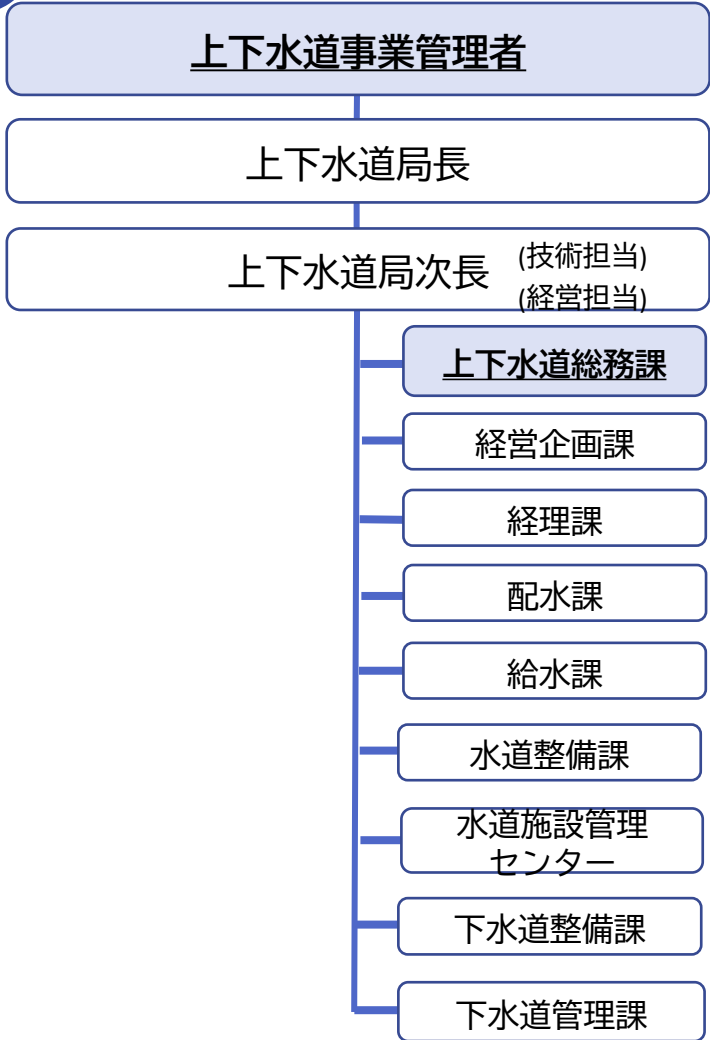 上下水道事業管理者
上下水道局長
上下水道局次長 (技術担当)
(経営担当)
上下水道総務課
経営企画課
経理課
配水課
給水課
水道整備課
水道施設管理
センター
下水道整備課
下水道管理課